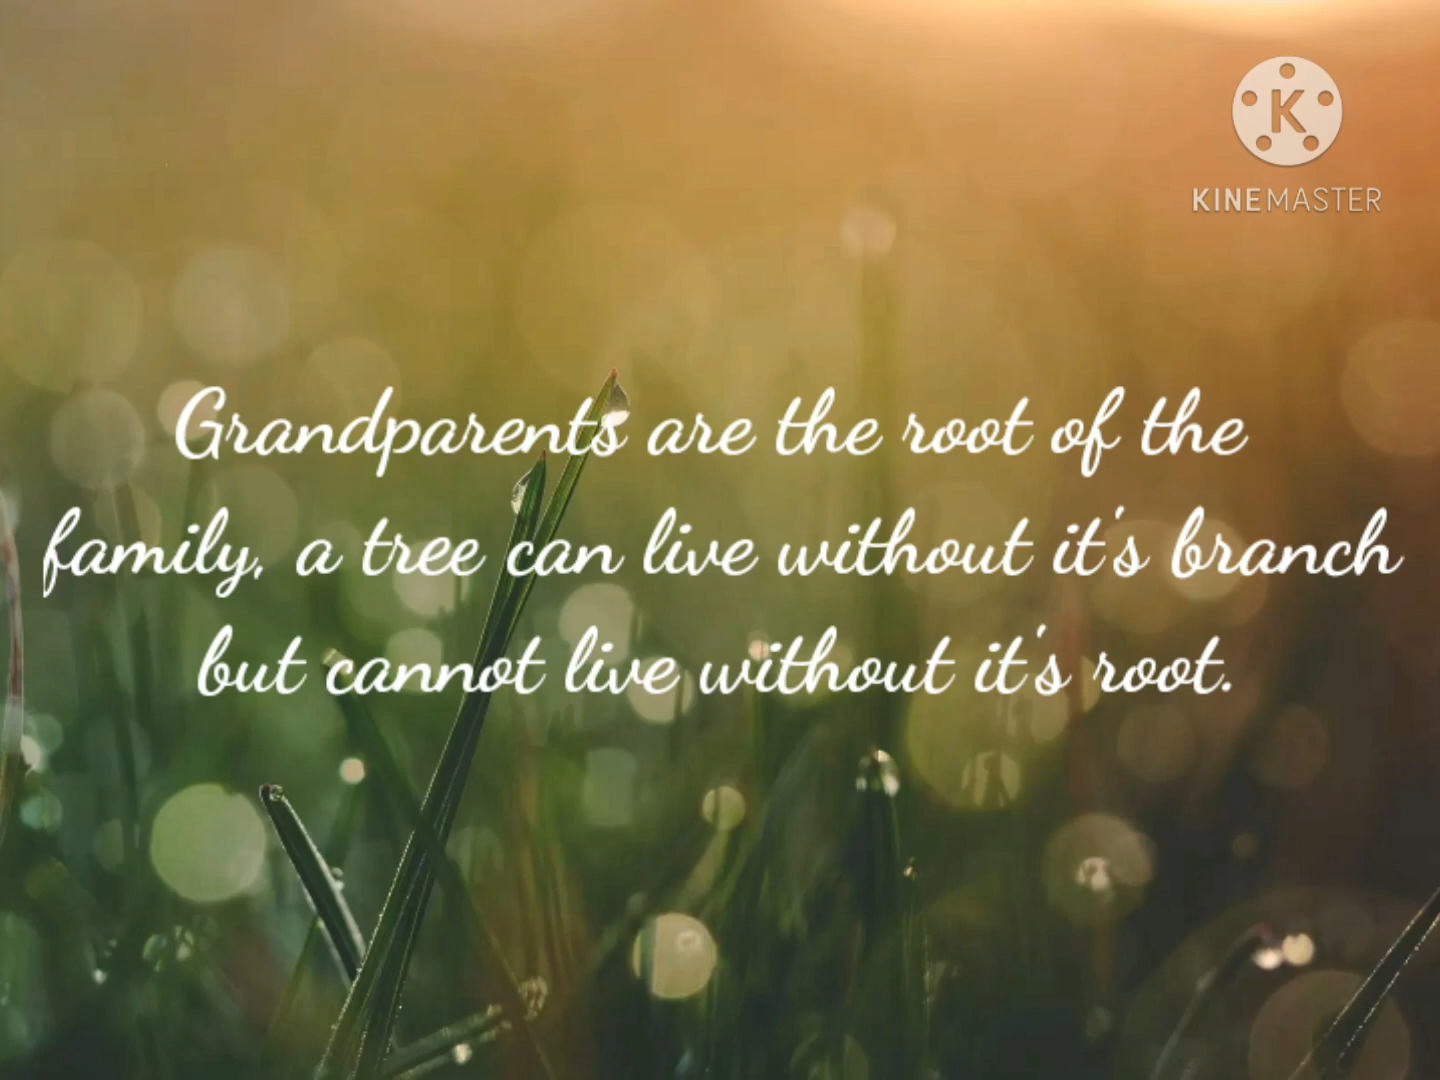 K
KINEMASTER
Grandparents are the root of the
family, a tree can live without it's branch
but cannot live without it's root.